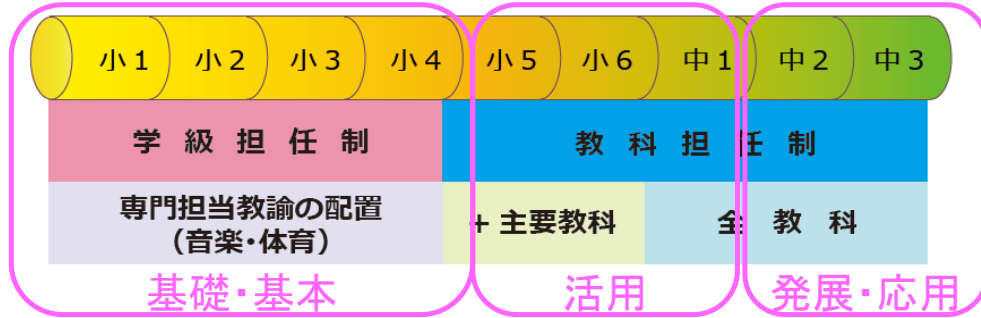 小1 小2 小3 小4 小5 小6 中1 中2 中3
学級担任制 教科担任制
専門担当教諭の配置
(音楽・体育) + 主要教科 全教科
基礎・基本 活用 発展・応用